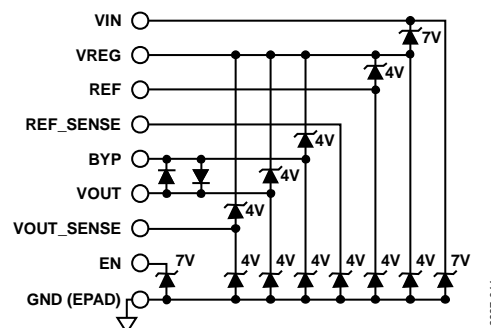 VIN
7V
VREG
REF
4V
REF_SENSE
4V
BYP
VOUT
4V
4V
VOUT_SENSE
EN
7V 4V 4V 4V 4V 4V 4V 7V
GND (EPAD)